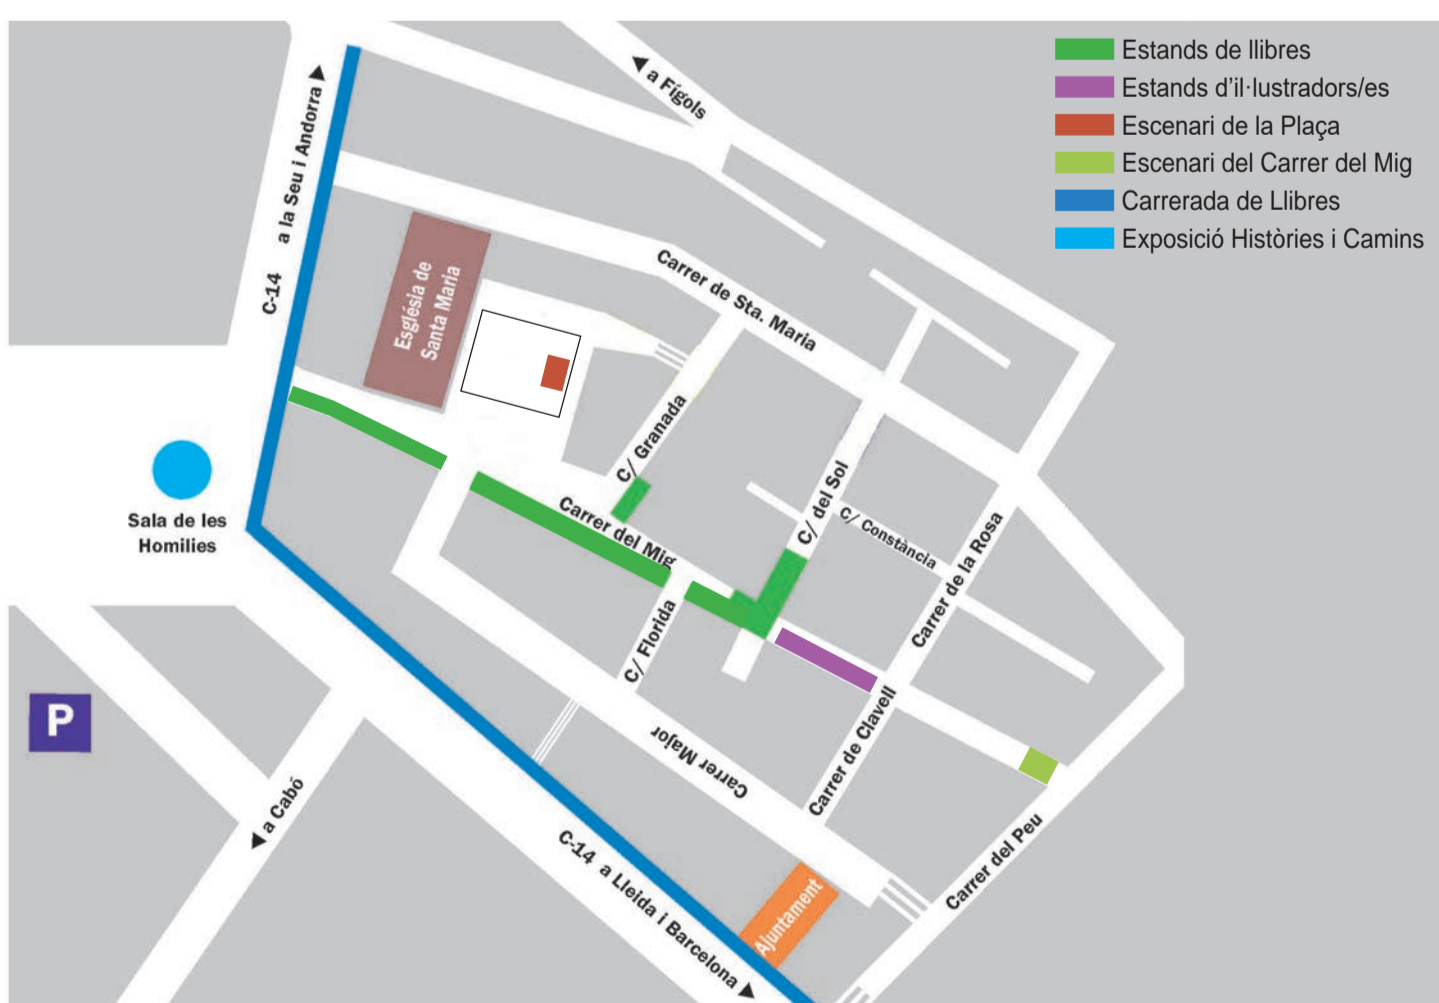 Estands de llibres
Estands d'il·lustradors/es
Escenari de la Plaça
Escenari del Carrer del Mig
Carrerada de Llibres
Exposició Històries i Camins
a Fígols
C-14 a la Seu i Andorra
Església de
Santa Maria
Carrer de Sta. Maria
C/ Granada
Carrer del Mig
C/ del Sol
C/ Constància
Carrer de la Rosa
Sala de les
Homilies
C/ Florida
Carrer Major
Carrer de Clavell
P
a Cabó
C-14 a Lleida i Barcelona
Ajuntament
Carrer del Peu